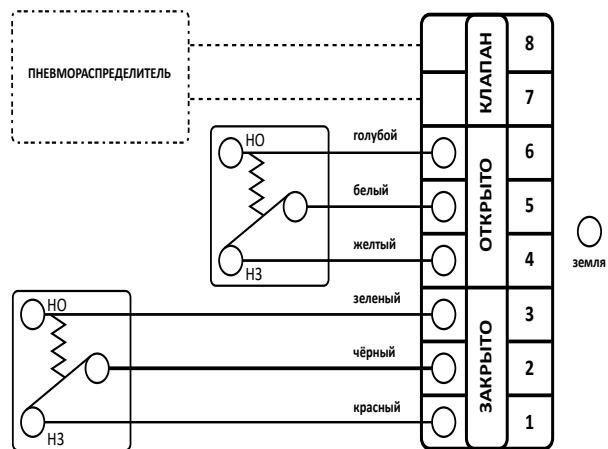 ПНЕВМОРАСПРЕДЕЛИТЕЛЬ
КЛАПАН
8
7
НО
голубой
6
белый
ОТКРЫТО
5
желтый
4
НЗ
земля
НО
зеленый
3
чёрный
ЗАКРЫТО
2
красный
1
НЗ